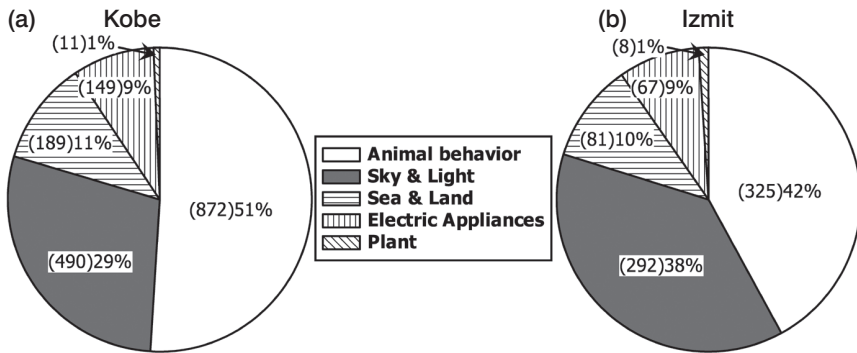 (a) Kobe
(11)1%
(149)9%
(189)11%
(872)51%
(490)29%
Animal behavior
Sky & Light
Sea & Land
Electric Appliances
Plant
(b) Izmit
(8)1%
(67)9%
(81)10%
(325)42%
(292)38%